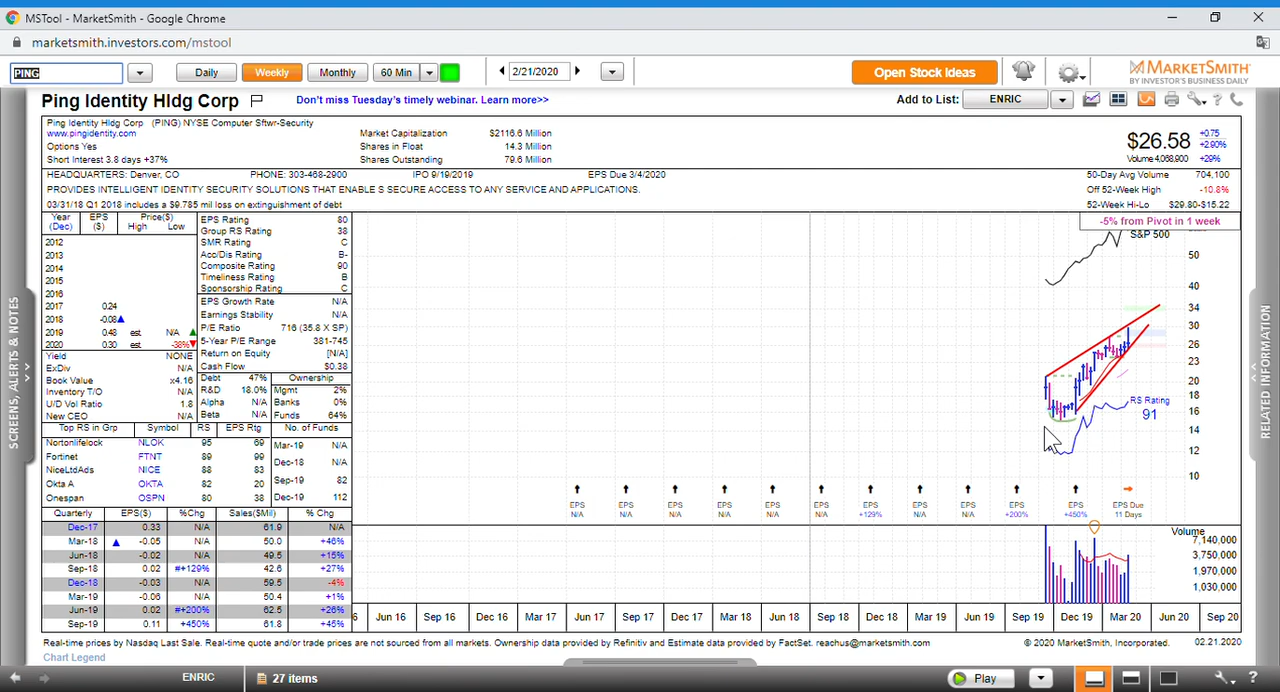 MSTool - MarketSmith - Google Chrome
marketsmith.investors.com/mstool
PING Daily Weekly Monthly 60 Min 2/21/2020 Open Stock Ideas MARKETSMITH
BY INVESTOR'S BUSINESS DAILY
Ping Identity Hldg Corp Don't miss Tuesday's timely webinar. Learn more>> Add to List: ENRIC
Ping Identity Hldg Corp (PING) NYSE Computer Sftwr-Security
www.pingidentity.com Market Capitalization $2116.6 Million $26.58 +0.75
Options Yes Shares in Float 14.3 Million +2.90%
Short Interest 3.8 days +37% Shares Outstanding 79.6 Million Volume 4,068,900 +29%
HEADQUARTERS: Denver, CO PHONE: 303-468-2900 IPO 9/19/2019 EPS Due 3/4/2020 50-Day Avg Volume 704,100
PROVIDES INTELLIGENT IDENTITY SECURITY SOLUTIONS THAT ENABLE S SECURE ACCESS TO ANY SERVICE AND APPLICATIONS. Off 52-Week High -10.8%
03/31/18 Q1 2018 includes a $9.785 mil loss on extinguishment of debt 52-Week Hi-Lo $29.80-$15.22
-5% from Pivot in 1 week
S&P 500
Year (Dec) EPS ($) Price($) High Low
2012
2013
2014
2015
2016
2017 0.24
2018 -0.08
2019 0.48 est N/A
2020 0.30 est -38%
Yield NONE
ExDiv N/A
Book Value x4.16
Inventory T/O N/A
U/D Vol Ratio 1.8
New CEO N/A
EPS Rating 80
Group RS Rating 38
SMR Rating C
Acc/Dis Rating B-
Composite Rating 90
Timeliness Rating B
Sponsorship Rating C
EPS Growth Rate N/A
Earnings Stability N/A
P/E Ratio 716 (35.8 X SP)
5-Year P/E Range 381-745
Return on Equity [N/A]
Cash Flow $0.38
Debt 47% Ownership
R&D 18.0% Mgmt 2%
Alpha N/A Banks 0%
Beta N/A Funds 64%
Top RS in Grp Symbol RS EPS Rtg No. of Funds
Nortonlifelock NLOK 95 69
Fortinet FTNT 89 99
NiceLtdAds NICE 88 83
Okta A OKTA 82 20
Onespan OSPN 80 38
Mar-19 N/A
Dec-18 N/A
Sep-19 82
Dec-19 112
Quarterly EPS($) %Chg Sales($Mil) % Chg
Dec-17 0.33 N/A 61.9 N/A
Mar-18 -0.05 N/A 50.0 +46%
Jun-18 -0.02 N/A 49.5 +15%
Sep-18 0.02 #+129% 42.6 +27%
Dec-18 -0.03 N/A 59.5 -4%
Mar-19 -0.06 N/A 50.4 +1%
Jun-19 0.02 #+200% 62.5 +26%
Sep-19 0.11 +450% 61.8 +45%
50
40
34
30
26
23
20
18
16
14
12
10
RS Rating
91
EPS EPS EPS EPS EPS EPS EPS EPS EPS EPS EPS EPS Due
N/A N/A N/A N/A N/A N/A +129% N/A N/A +200% +450% 11 Days
Volume
7,140,000
3,750,000
1,970,000
1,030,000
6 Jun 16 Sep 16 Dec 16 Mar 17 Jun 17 Sep 17 Dec 17 Mar 18 Jun 18 Sep 18 Dec 18 Mar 19 Jun 19 Sep 19 Dec 19 Mar 20 Jun 20 Sep 20
Real-time prices by Nasdaq Last Sale. Real-time quote and/or trade prices are not sourced from all markets. Ownership data provided by Refinitiv and Estimate data provided by FactSet. reachus@marketsmith.com © 2020 MarketSmith, Incorporated. 02.21.2020
Chart Legend
SCREENS, ALERTS & NOTES
RELATED INFORMATION
ENRIC 27 items Play